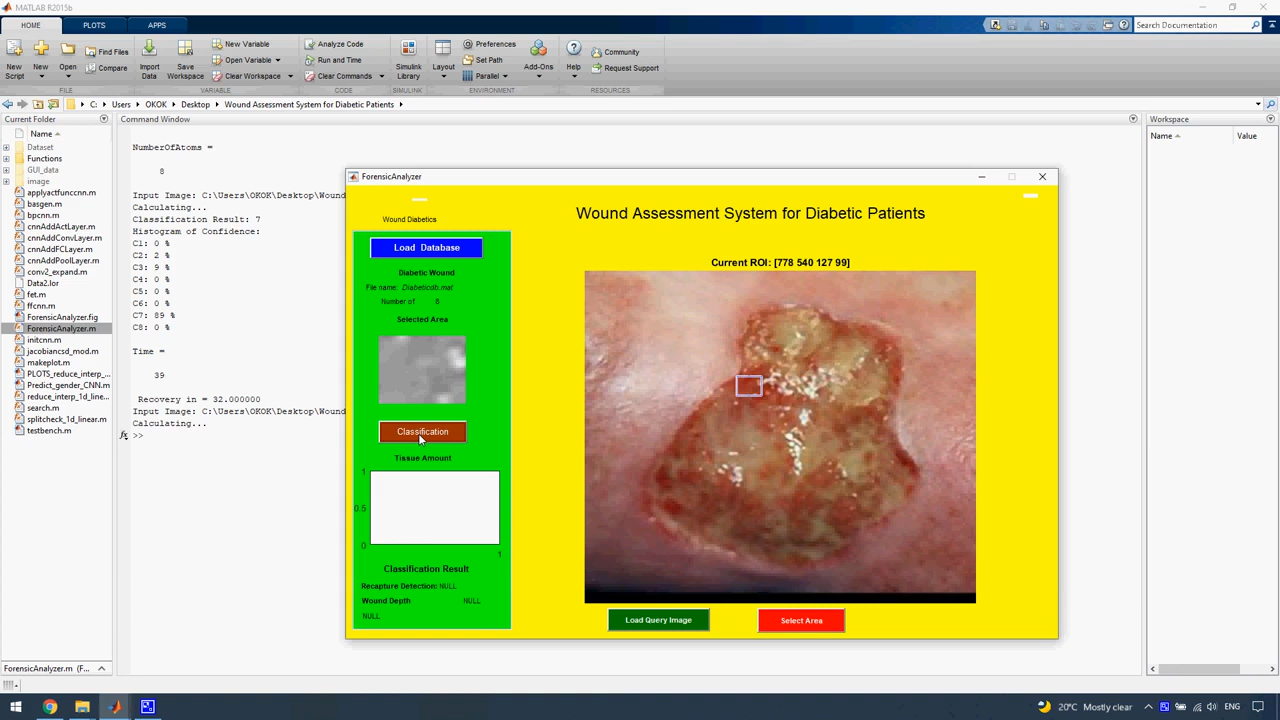 MATLAB R2015b
HOME PLOTS APPS Search Documentation
New Script New Open Find Files Compare Import Data Save Workspace New Variable Open Variable Clear Workspace Analyze Code Run and Time Clear Commands Simulink Library Layout Preferences Set Path Parallel Add-Ons Help Community Request Support
FILE VARIABLE CODE SIMULINK ENVIRONMENT RESOURCES
C: Users OKOK Desktop Wound Assessment System for Diabetic Patients
Current Folder
Name
Dataset
Functions
GUI_data
image
applyactfunccnn.m
basgen.m
bpcnn.m
cnnAddActLayer.m
cnnAddConvLayer.m
cnnAddFCLayer.m
cnnAddPoolLayer.m
conv2_expand.m
Data2.lor
fet.m
ffcnn.m
ForensicAnalyzer.fig
ForensicAnalyzer.m
initcnn.m
jacobiancsd_mod.m
makeplot.m
PLOTS_reduce_interp_...
Predict_gender_CNN.m
reduce_interp_1d_line...
search.m
splitcheck_1d_linear.m
testbench.m
ForensicAnalyzer.m (F...
Command Window
NumberOfAtoms =
8
Input Image: C:\Users\OKOK\Desktop\Woun
Calculating...
Classification Result: 7
Histogram of Confidence:
C1: 0 %
C2: 2 %
C3: 9 %
C4: 0 %
C5: 0 %
C6: 0 %
C7: 89 %
C8: 0 %
Time =
39
Recovery in = 32.000000
Input Image: C:\Users\OKOK\Desktop\Woun
Calculating...
fx >>
ForensicAnalyzer
Wound Diabetics
Wound Assessment System for Diabetic Patients
Load Database
Diabetic Wound
File name: Diabeticdb.mat
Number of 8
Selected Area
Classification
Tissue Amount
1
0.5
0
1
Classification Result
Recapture Detection: NULL
Wound Depth NULL
NULL
Current ROI: [778 540 127 99]
Load Query Image
Select Area
Workspace
Name Value
20°C Mostly clear ENG